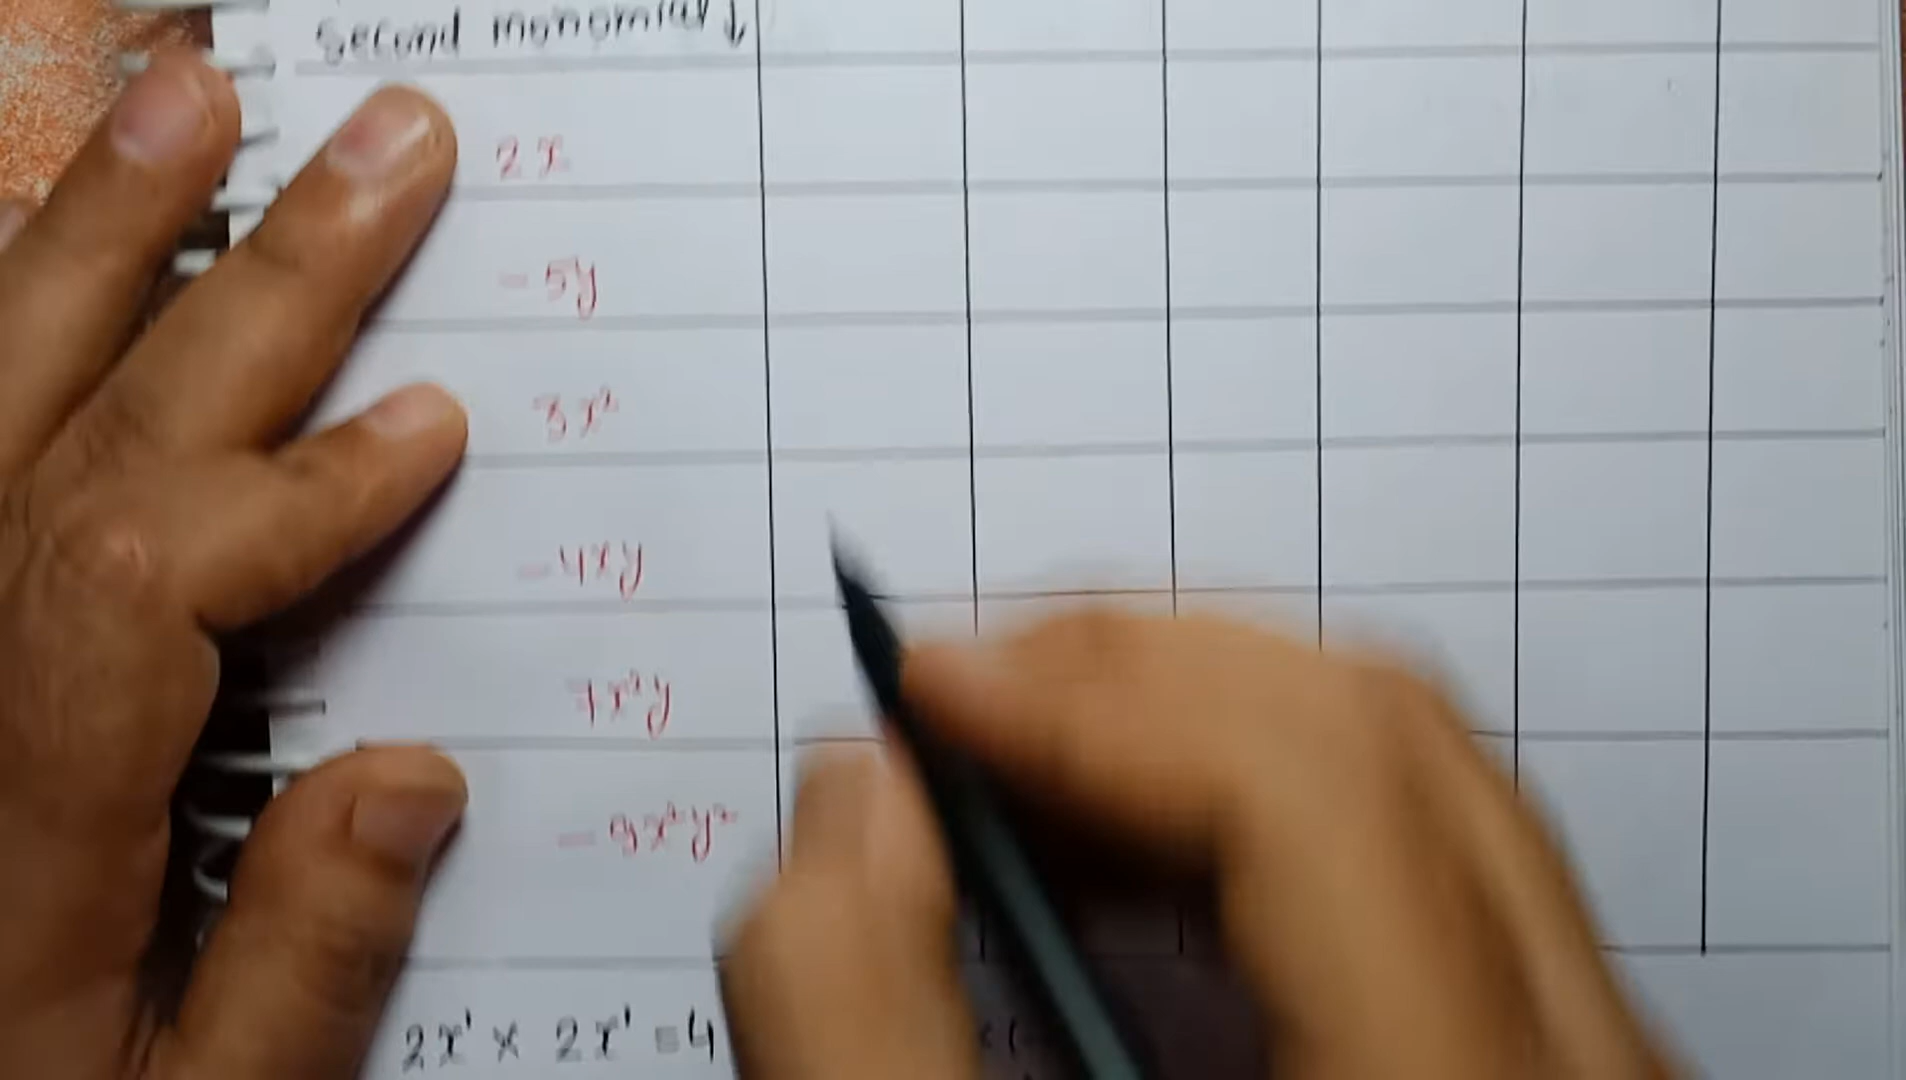 Second monomial ↓
2x
- 5y
3x²
- 4xy
7x²y
- 9x²y²
2x¹ × 2x¹ = 4